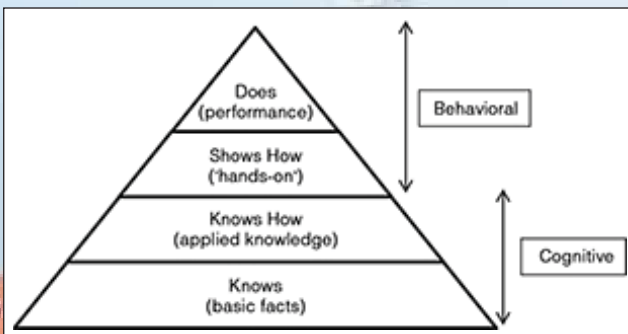 Does
(performance)
Behavioral
Shows How
('hands-on')
Knows How
(applied knowledge)
Cognitive
Knows
(basic facts)